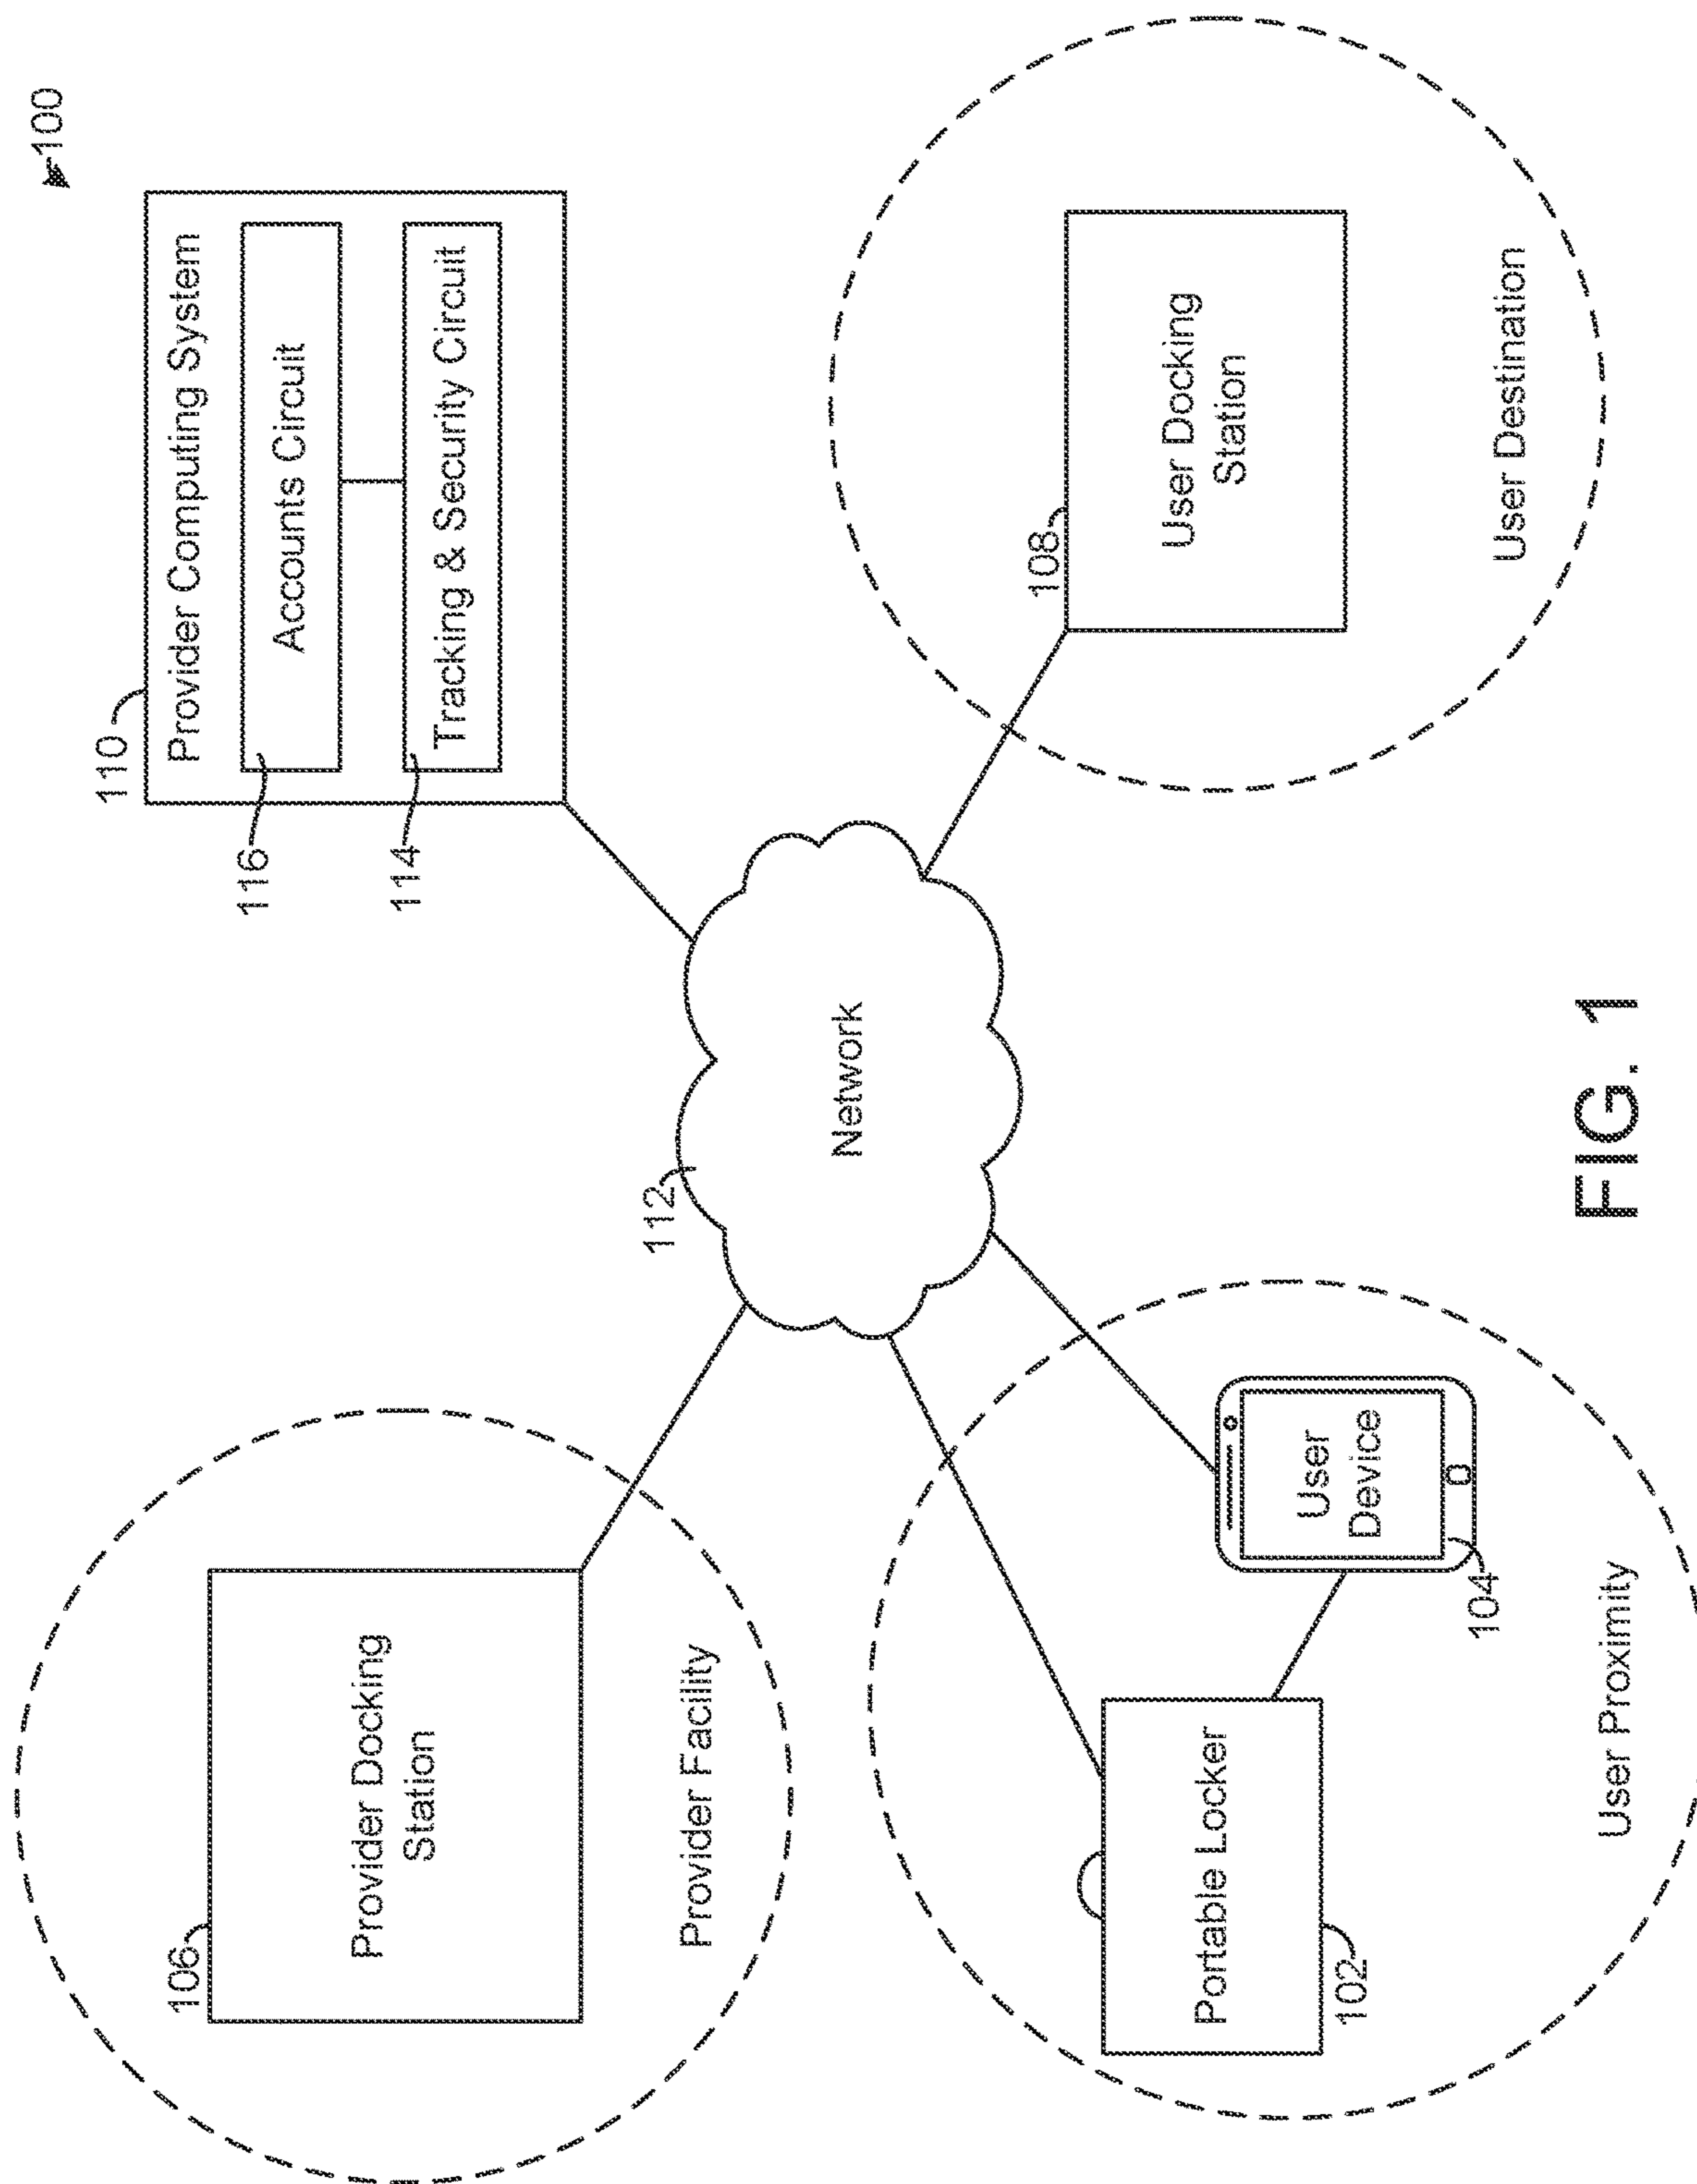 100
110
Provider Computing System
116
Accounts Circuit
114
Tracking & Security Circuit
106
Provider Docking
Station
Provider Facility
112
Network
108
User Docking
Station
User Destination
Portable Locker
102
User
Device
104
User Proximity
FIG. 1